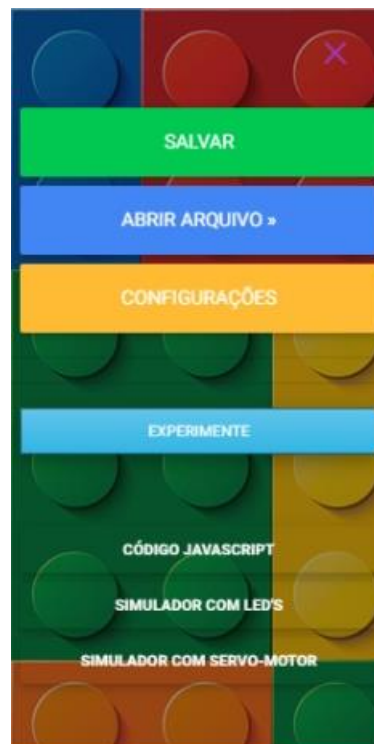 SALVAR
ABRIR ARQUIVO »
CONFIGURAÇÕES
EXPERIMENTE
CÓDIGO JAVASCRIPT
SIMULADOR COM LED'S
SIMULADOR COM SERVO-MOTOR